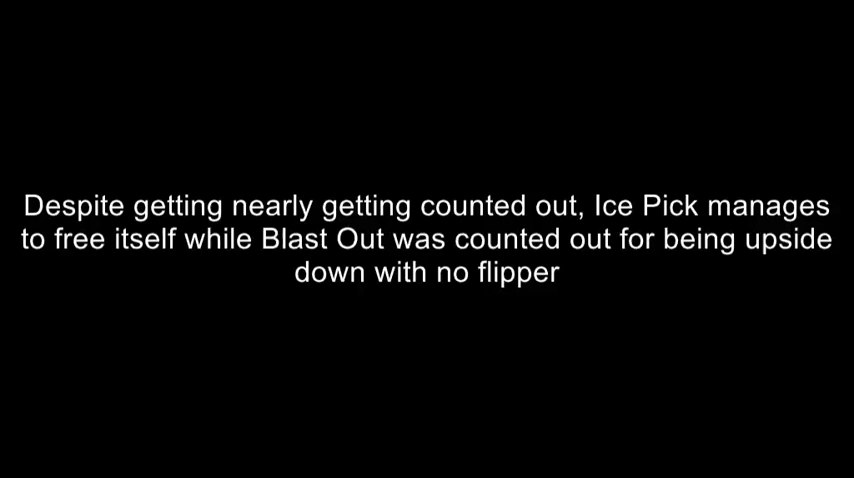 Despite getting nearly getting counted out, Ice Pick manages
to free itself while Blast Out was counted out for being upside
down with no flipper